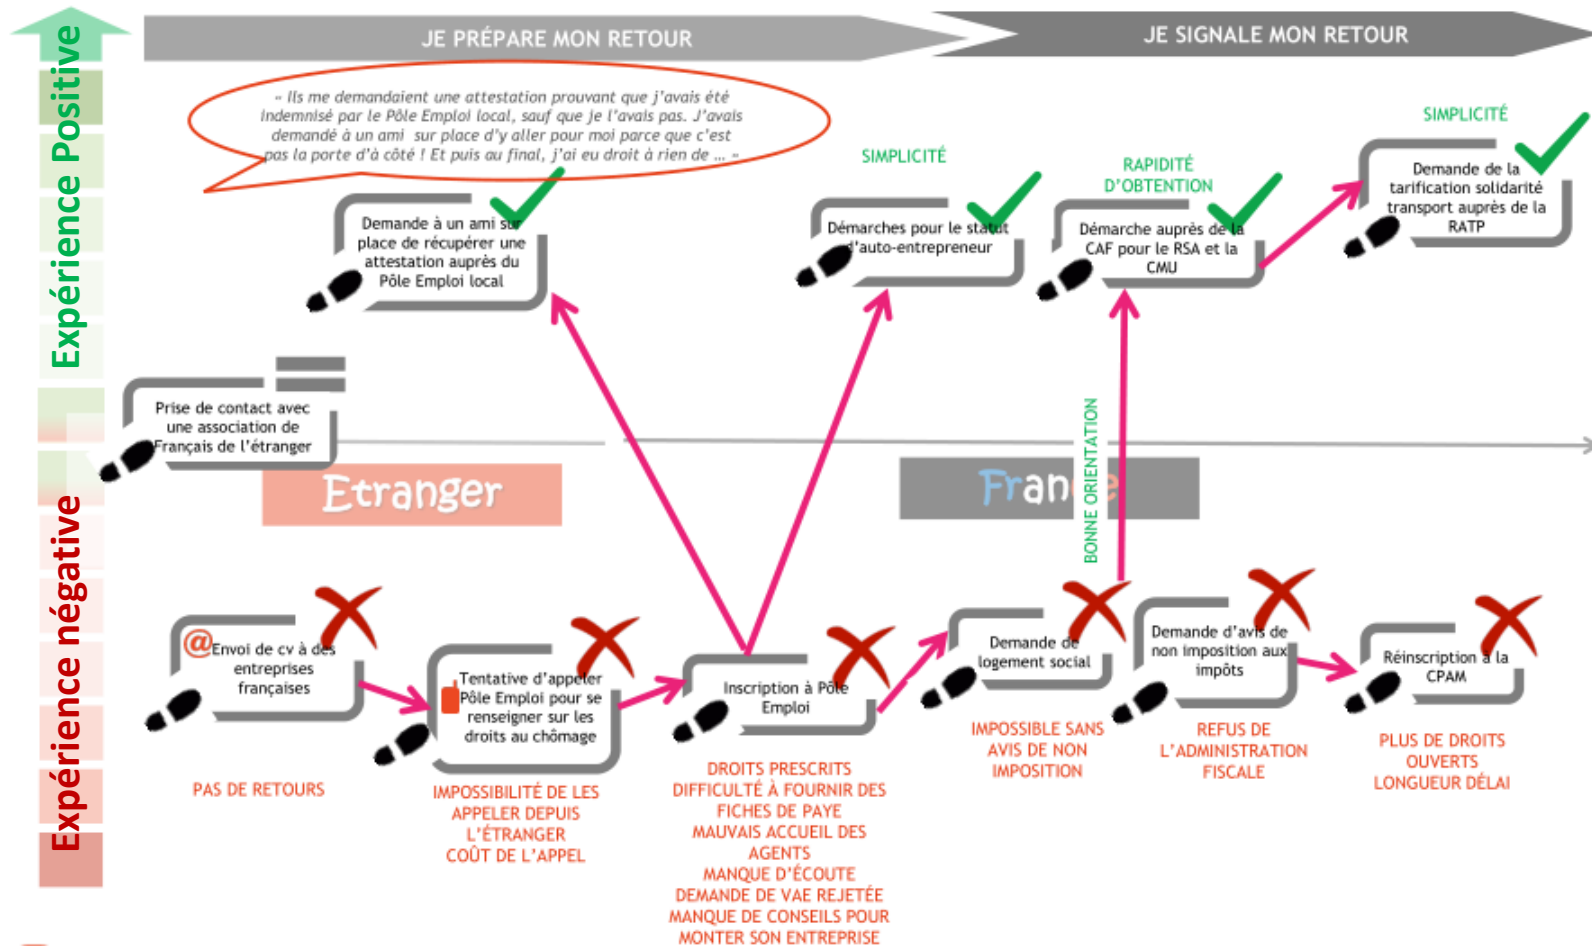 JE PRÉPARE MON RETOUR
JE SIGNALE MON RETOUR
Expérience Positive
Expérience négative
« Ils me demandaient une attestation prouvant que j'avais été
indemnisé par le Pôle Emploi local, sauf que je l'avais pas. J'avais
demandé à un ami sur place d'y aller pour moi parce que c'est
pas la porte d'à côté ! Et puis au final, j'ai eu droit à rien de ... »
Demande à un ami sur
place de récupérer une
attestation auprès du
Pôle Emploi local
SIMPLICITÉ
Démarches pour le statut
d'auto-entrepreneur
RAPIDITÉ
D'OBTENTION
Démarche auprès de la
CAF pour le RSA et la
CMU
SIMPLICITÉ
Demande de la
tarification solidarité
transport auprès de la
RATP
Prise de contact avec
une association de
Français de l'étranger
Etranger
France
BONNE ORIENTATION
@
Envoi de cv à des
entreprises
françaises
PAS DE RETOURS
Tentative d'appeler
Pôle Emploi pour se
renseigner sur les
droits au chômage
IMPOSSIBILITÉ DE LES
APPELER DEPUIS
L'ÉTRANGER
COÛT DE L'APPEL
Inscription à Pôle
Emploi
DROITS PRESCRITS
DIFFICULTÉ À FOURNIR DES
FICHES DE PAYE
MAUVAIS ACCUEIL DES
AGENTS
MANQUE D'ÉCOUTE
DEMANDE DE VAE REJETÉE
MANQUE DE CONSEILS POUR
MONTER SON ENTREPRISE
Demande de
logement social
IMPOSSIBLE SANS
AVIS DE NON
IMPOSITION
Demande d'avis de
non imposition aux
impôts
REFUS DE
L'ADMINISTRATION
FISCALE
Réinscription à la
CPAM
PLUS DE DROITS
OUVERTS
LONGUEUR DÉLAI